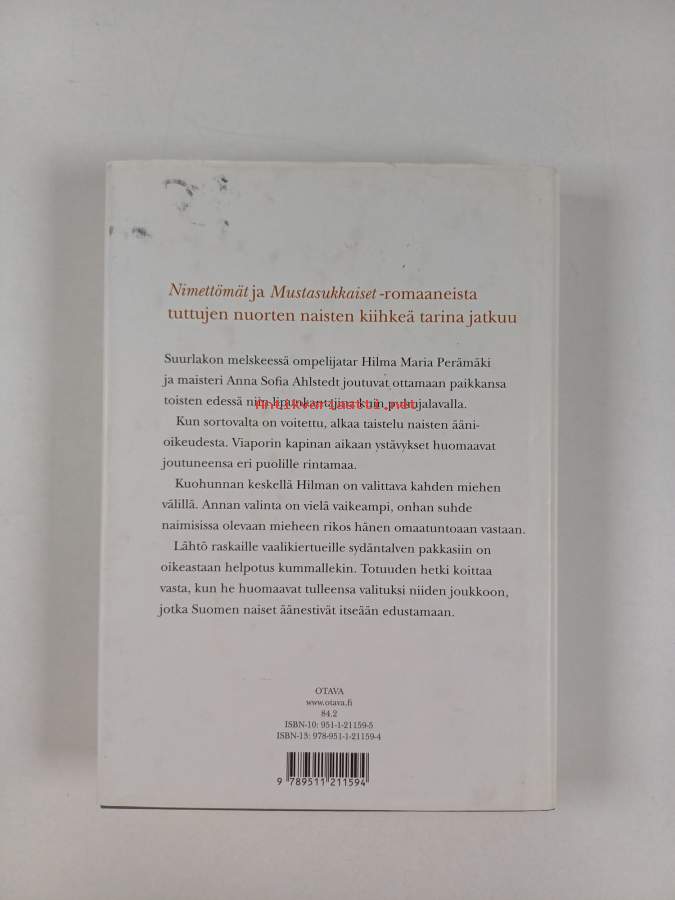 Nimettömät ja Mustasukkaiset -romaaneista
tuttujen nuorten naisten kiihkeä tarina jatkuu
Suurlakon melskeessä ompelijatar Hilma Maria Perämäki
ja maisteri Anna Sofia Ahlstedt joutuvat ottamaan paikkansa
toisten edessä niin lipunkantajina kuin puhujalavalla.
Antikvariaatti.net
Kun sortovalta on voitettu, alkaa taistelu naisten ääni-
oikeudesta. Viaporin kapinan aikaan ystävykset huomaavat
joutuneensa eri puolille rintamaa.
Kuohunnan keskellä Hilman on valittava kahden miehen
välillä. Annan valinta on vielä vaikeampi, onhan suhde
naimisissa olevaan mieheen rikos hänen omaatuntoaan vastaan.
Lähtö raskaille vaalikiertueille sydäntalven pakkasiin on
oikeastaan helpotus kummallekin. Totuuden hetki koittaa
vasta, kun he huomaavat tulleensa valituksi niiden joukkoon,
jotka Suomen naiset äänestivät itseään edustamaan.
OTAVA
www.otava.fi
84.2
ISBN-10: 951-1-21159-5
ISBN-13: 978-951-1-21159-4
9 789511 211594